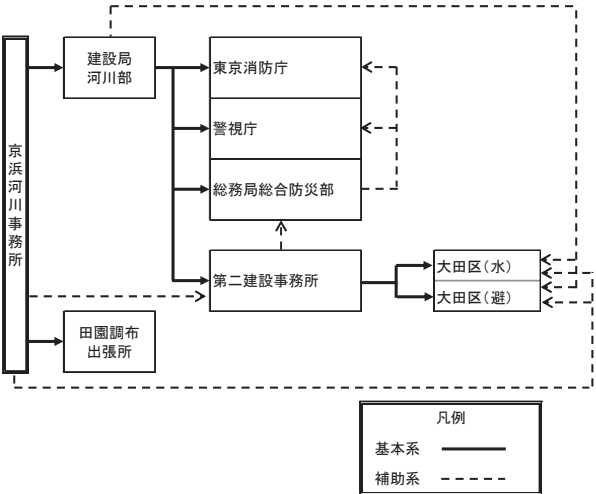 京浜河川事務所
建設局
河川部
東京消防庁
警視庁
総務局総合防災部
第二建設事務所
大田区（水）
大田区（避）
田園調布
出張所
凡例
基本系
補助系